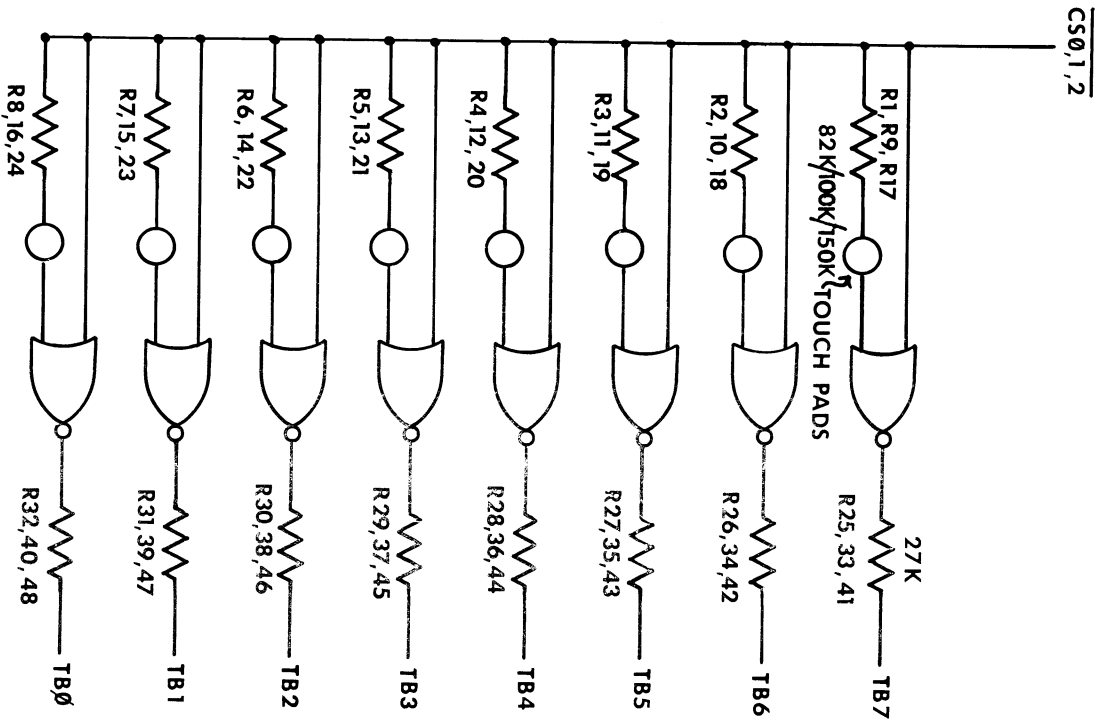 CS0,1,2
R1, R9, R17
82K/100K/150K
TOUCH PADS
27K
R25,33,41
TB7
R2,10,18
R26,34,42
TB6
R3,11,19
R27,35,43
TB5
R4,12,20
R28,36,44
TB4
R5,13,21
R29,37,45
TB3
R6,14,22
R30,38,46
TB2
R7,15,23
R31,39,47
TB1
R8,16,24
R32,40,48
TBØ